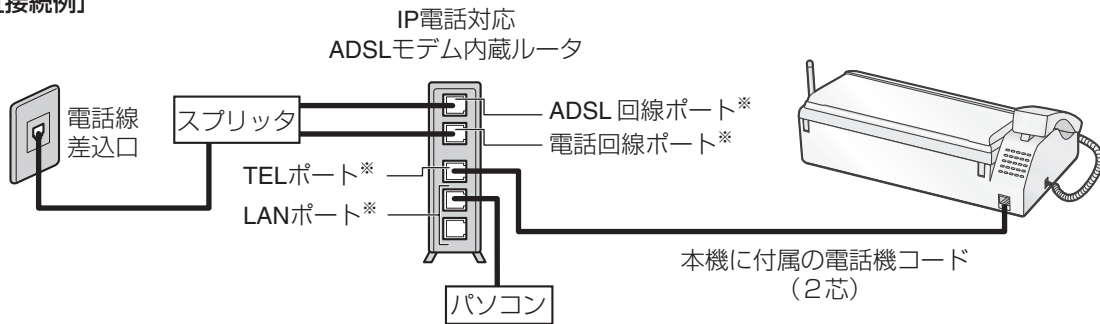 接続例］
IP電話対応
ADSLモデム内蔵ルータ
電話線
差込口
スプリッタ
ADSL 回線ポート※
電話回線ポート※
TELポート※
LANポート※
本機に付属の電話機コード
（2芯）
パソコン